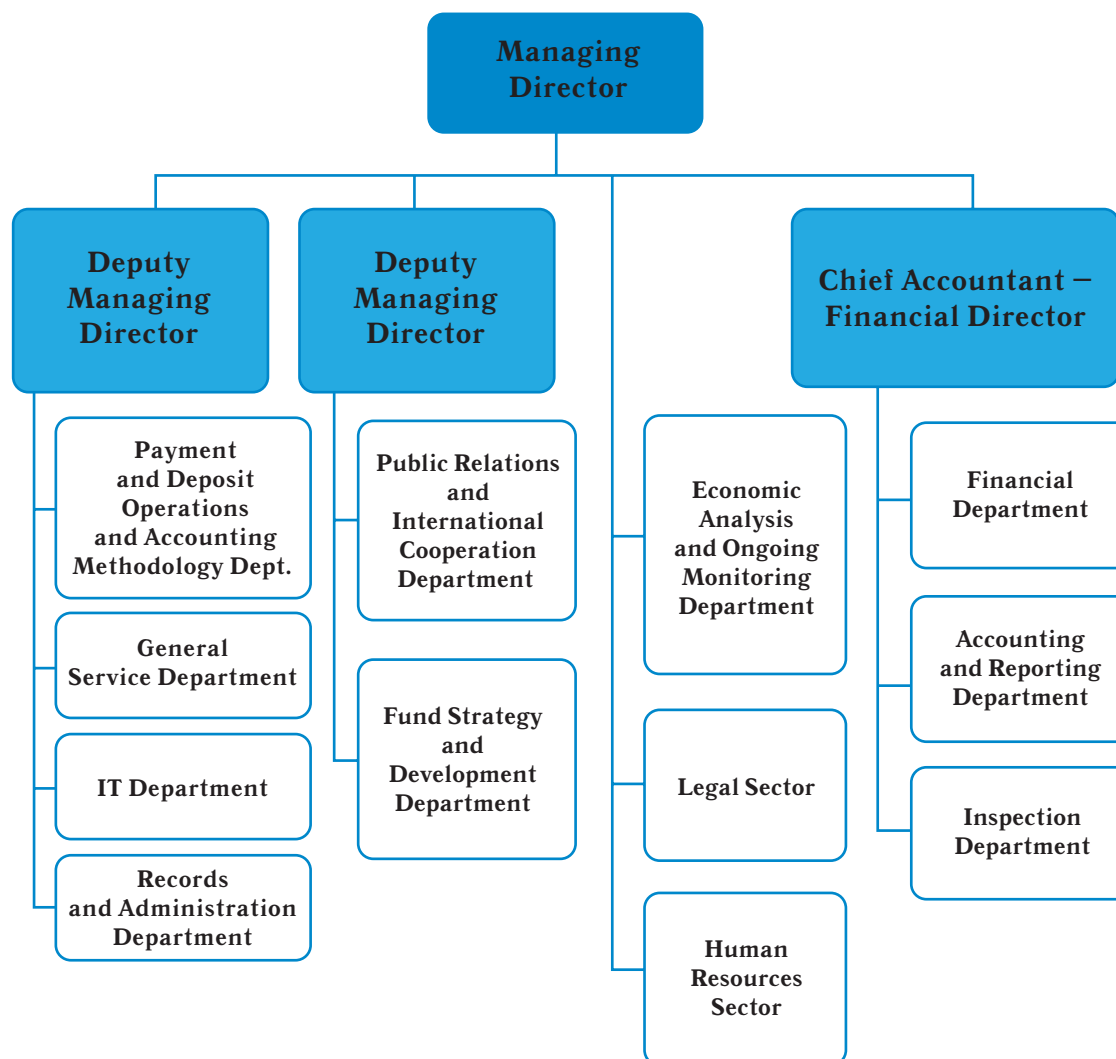 Managing
Director
Deputy
Managing
Director
Deputy
Managing
Director
Chief Accountant –
Financial Director
Payment
and Deposit
Operations
and Accounting
Methodology Dept.
General
Service Department
IT Department
Records
and Administration
Department
Public Relations
and
International
Cooperation
Department
Fund Strategy
and
Development
Department
Economic
Analysis
and Ongoing
Monitoring
Department
Legal Sector
Human
Resources
Sector
Financial
Department
Accounting
and Reporting
Department
Inspection
Department